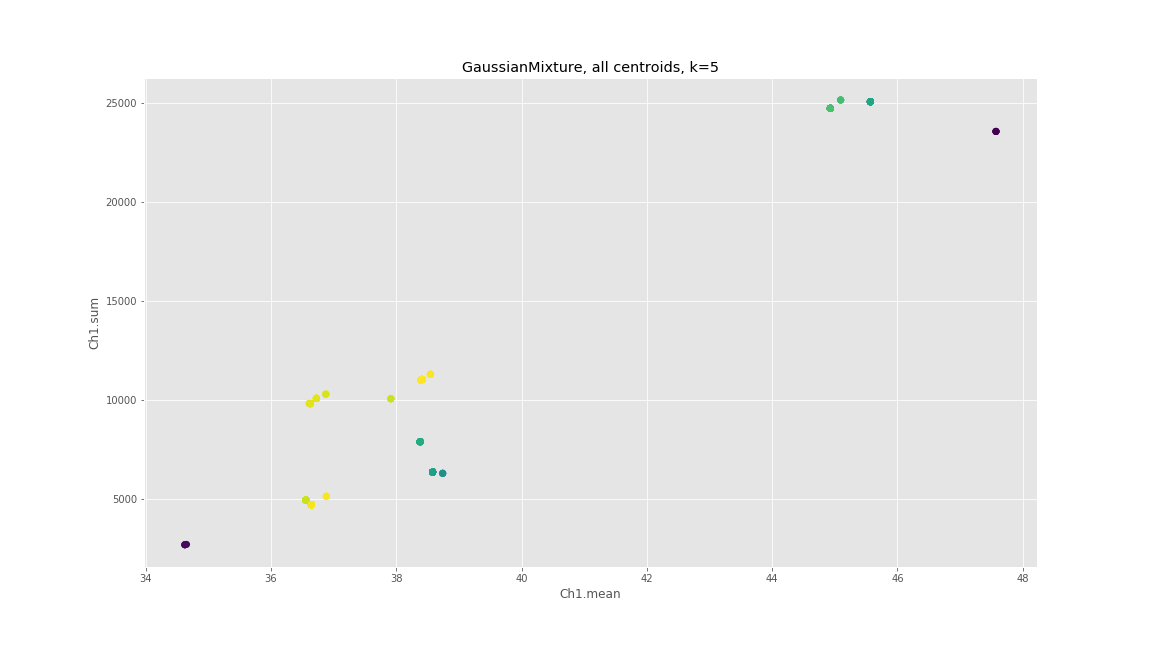 GaussianMixture, all centroids, k=5
25000
20000
15000
10000
5000
Ch1.sum
34 36 38 40 42 44 46 48
Ch1.mean